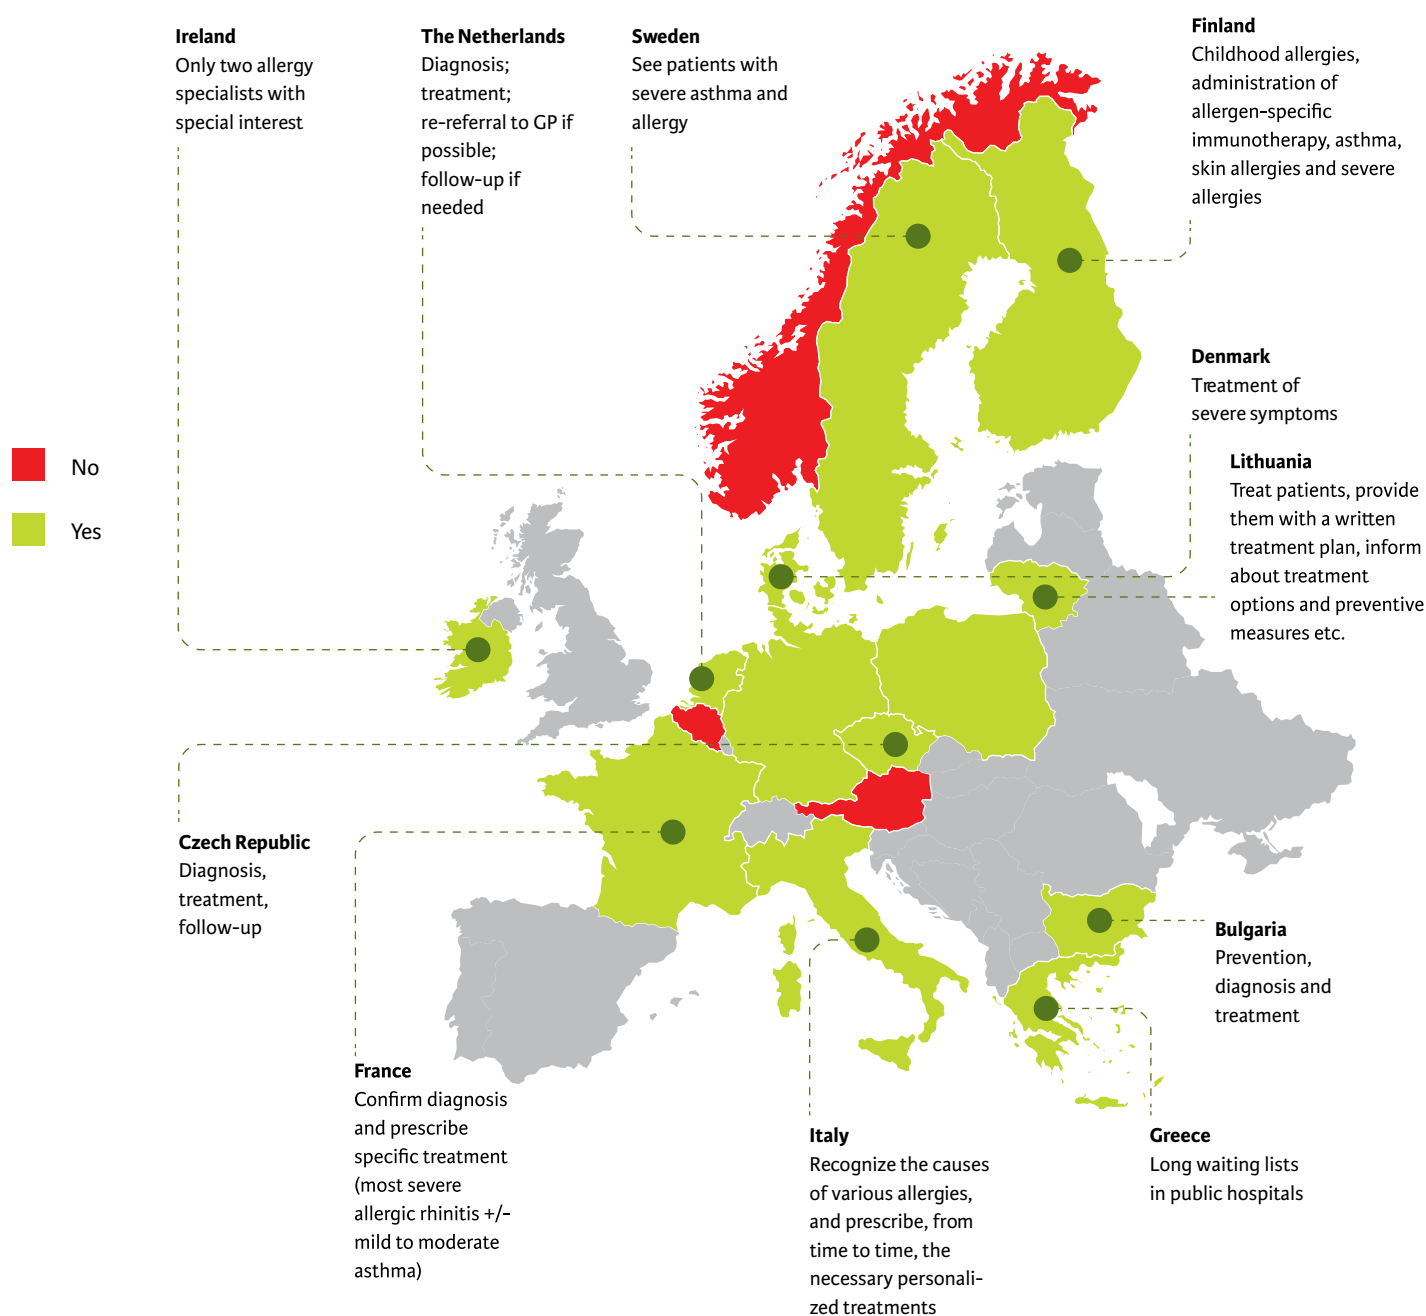 Ireland
Only two allergy
specialists with
special interest
The Netherlands
Diagnosis;
treatment;
re-referral to GP if
possible;
follow-up if
needed
Sweden
See patients with
severe asthma and
allergy
Finland
Childhood allergies,
administration of
allergen-specific
immunotherapy, asthma,
skin allergies and severe
allergies
Denmark
Treatment of
severe symptoms
Lithuania
Treat patients, provide
them with a written
treatment plan, inform
about treatment
options and preventive
measures etc.
No
Yes
Czech Republic
Diagnosis,
treatment,
follow-up
Bulgaria
Prevention,
diagnosis and
treatment
France
Confirm diagnosis
and prescribe
specific treatment
(most severe
allergic rhinitis +/-
mild to moderate
asthma)
Italy
Recognize the causes
of various allergies,
and prescribe, from
time to time, the
necessary personali-
zed treatments
Greece
Long waiting lists
in public hospitals